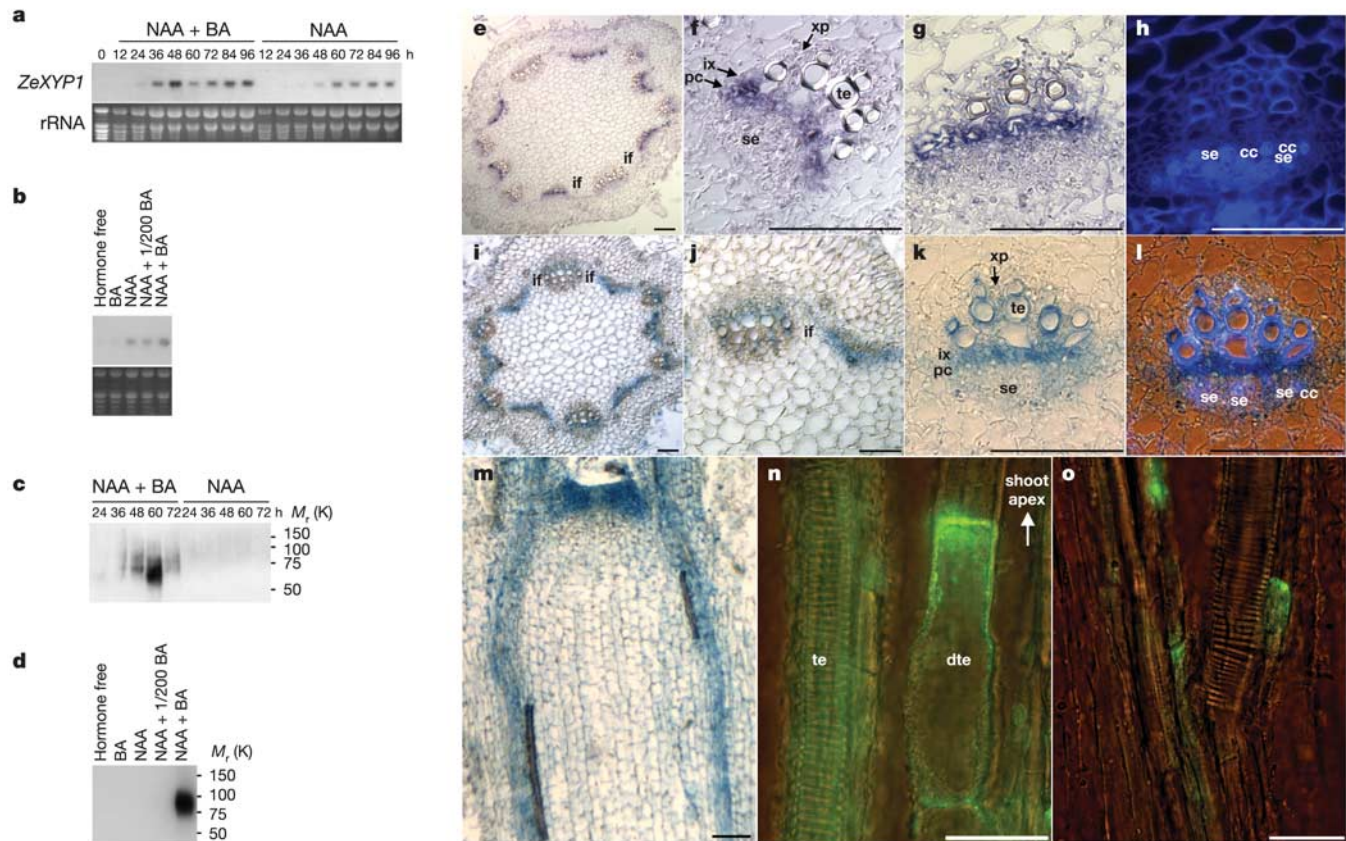 a
NAA + BA NAA
0 12 24 36 48 60 72 84 96 12 24 36 48 60 72 84 96 h
ZeXYP1
rRNA
b
Hormone free
BA
NAA
NAA + 1/200 BA
NAA + BA
c
NAA + BA NAA
24 36 48 60 72 24 36 48 60 72 h Mr (K)
150
100
75
50
d
Hormone free
BA
NAA
NAA + 1/200 BA
NAA + BA
Mr (K)
150
100
75
50
e
if
if
f
xp
ix
pc
te
se
g
h
se cc cc
se
i
if if
j
if
k
xp
te
ix
pc
se
l
se se se cc
m
n
shoot
apex
te
dte
o